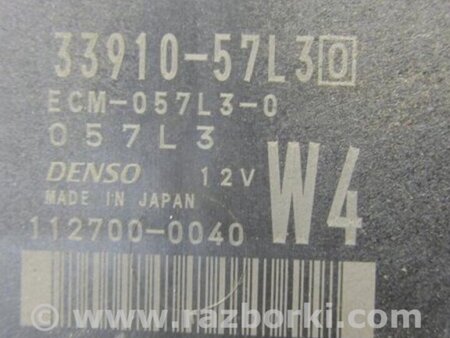 33910-57L30
ECM-057L3-0
057L3
DENSO 12V W4
MADE IN JAPAN
112700-0040
www.razborki.com